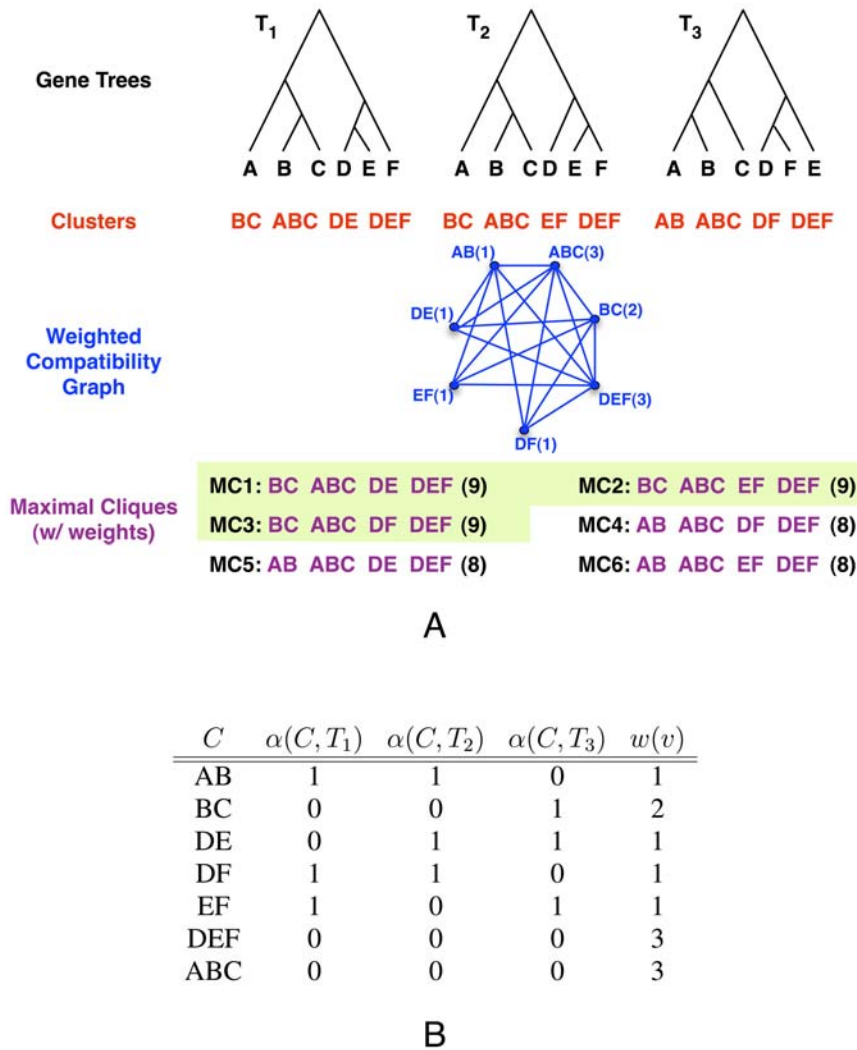 T1 T2 T3
Gene Trees
A B C D E F A B C D E F A B C D F E
Clusters BC ABC DE DEF BC ABC EF DEF AB ABC DF DEF
AB(1) ABC(3)
DE(1) BC(2)
Weighted
Compatibility
Graph
EF(1) DEF(3)
DF(1)
Maximal Cliques
(w/ weights)
MC1: BC ABC DE DEF (9) MC2: BC ABC EF DEF (9)
MC3: BC ABC DF DEF (9) MC4: AB ABC DF DEF (8)
MC5: AB ABC DE DEF (8) MC6: AB ABC EF DEF (8)
A
C α(C, T1) α(C, T2) α(C, T3) w(v)
AB 1 1 0 1
BC 0 0 1 2
DE 0 1 1 1
DF 1 1 0 1
EF 1 0 1 1
DEF 0 0 0 3
ABC 0 0 0 3
B